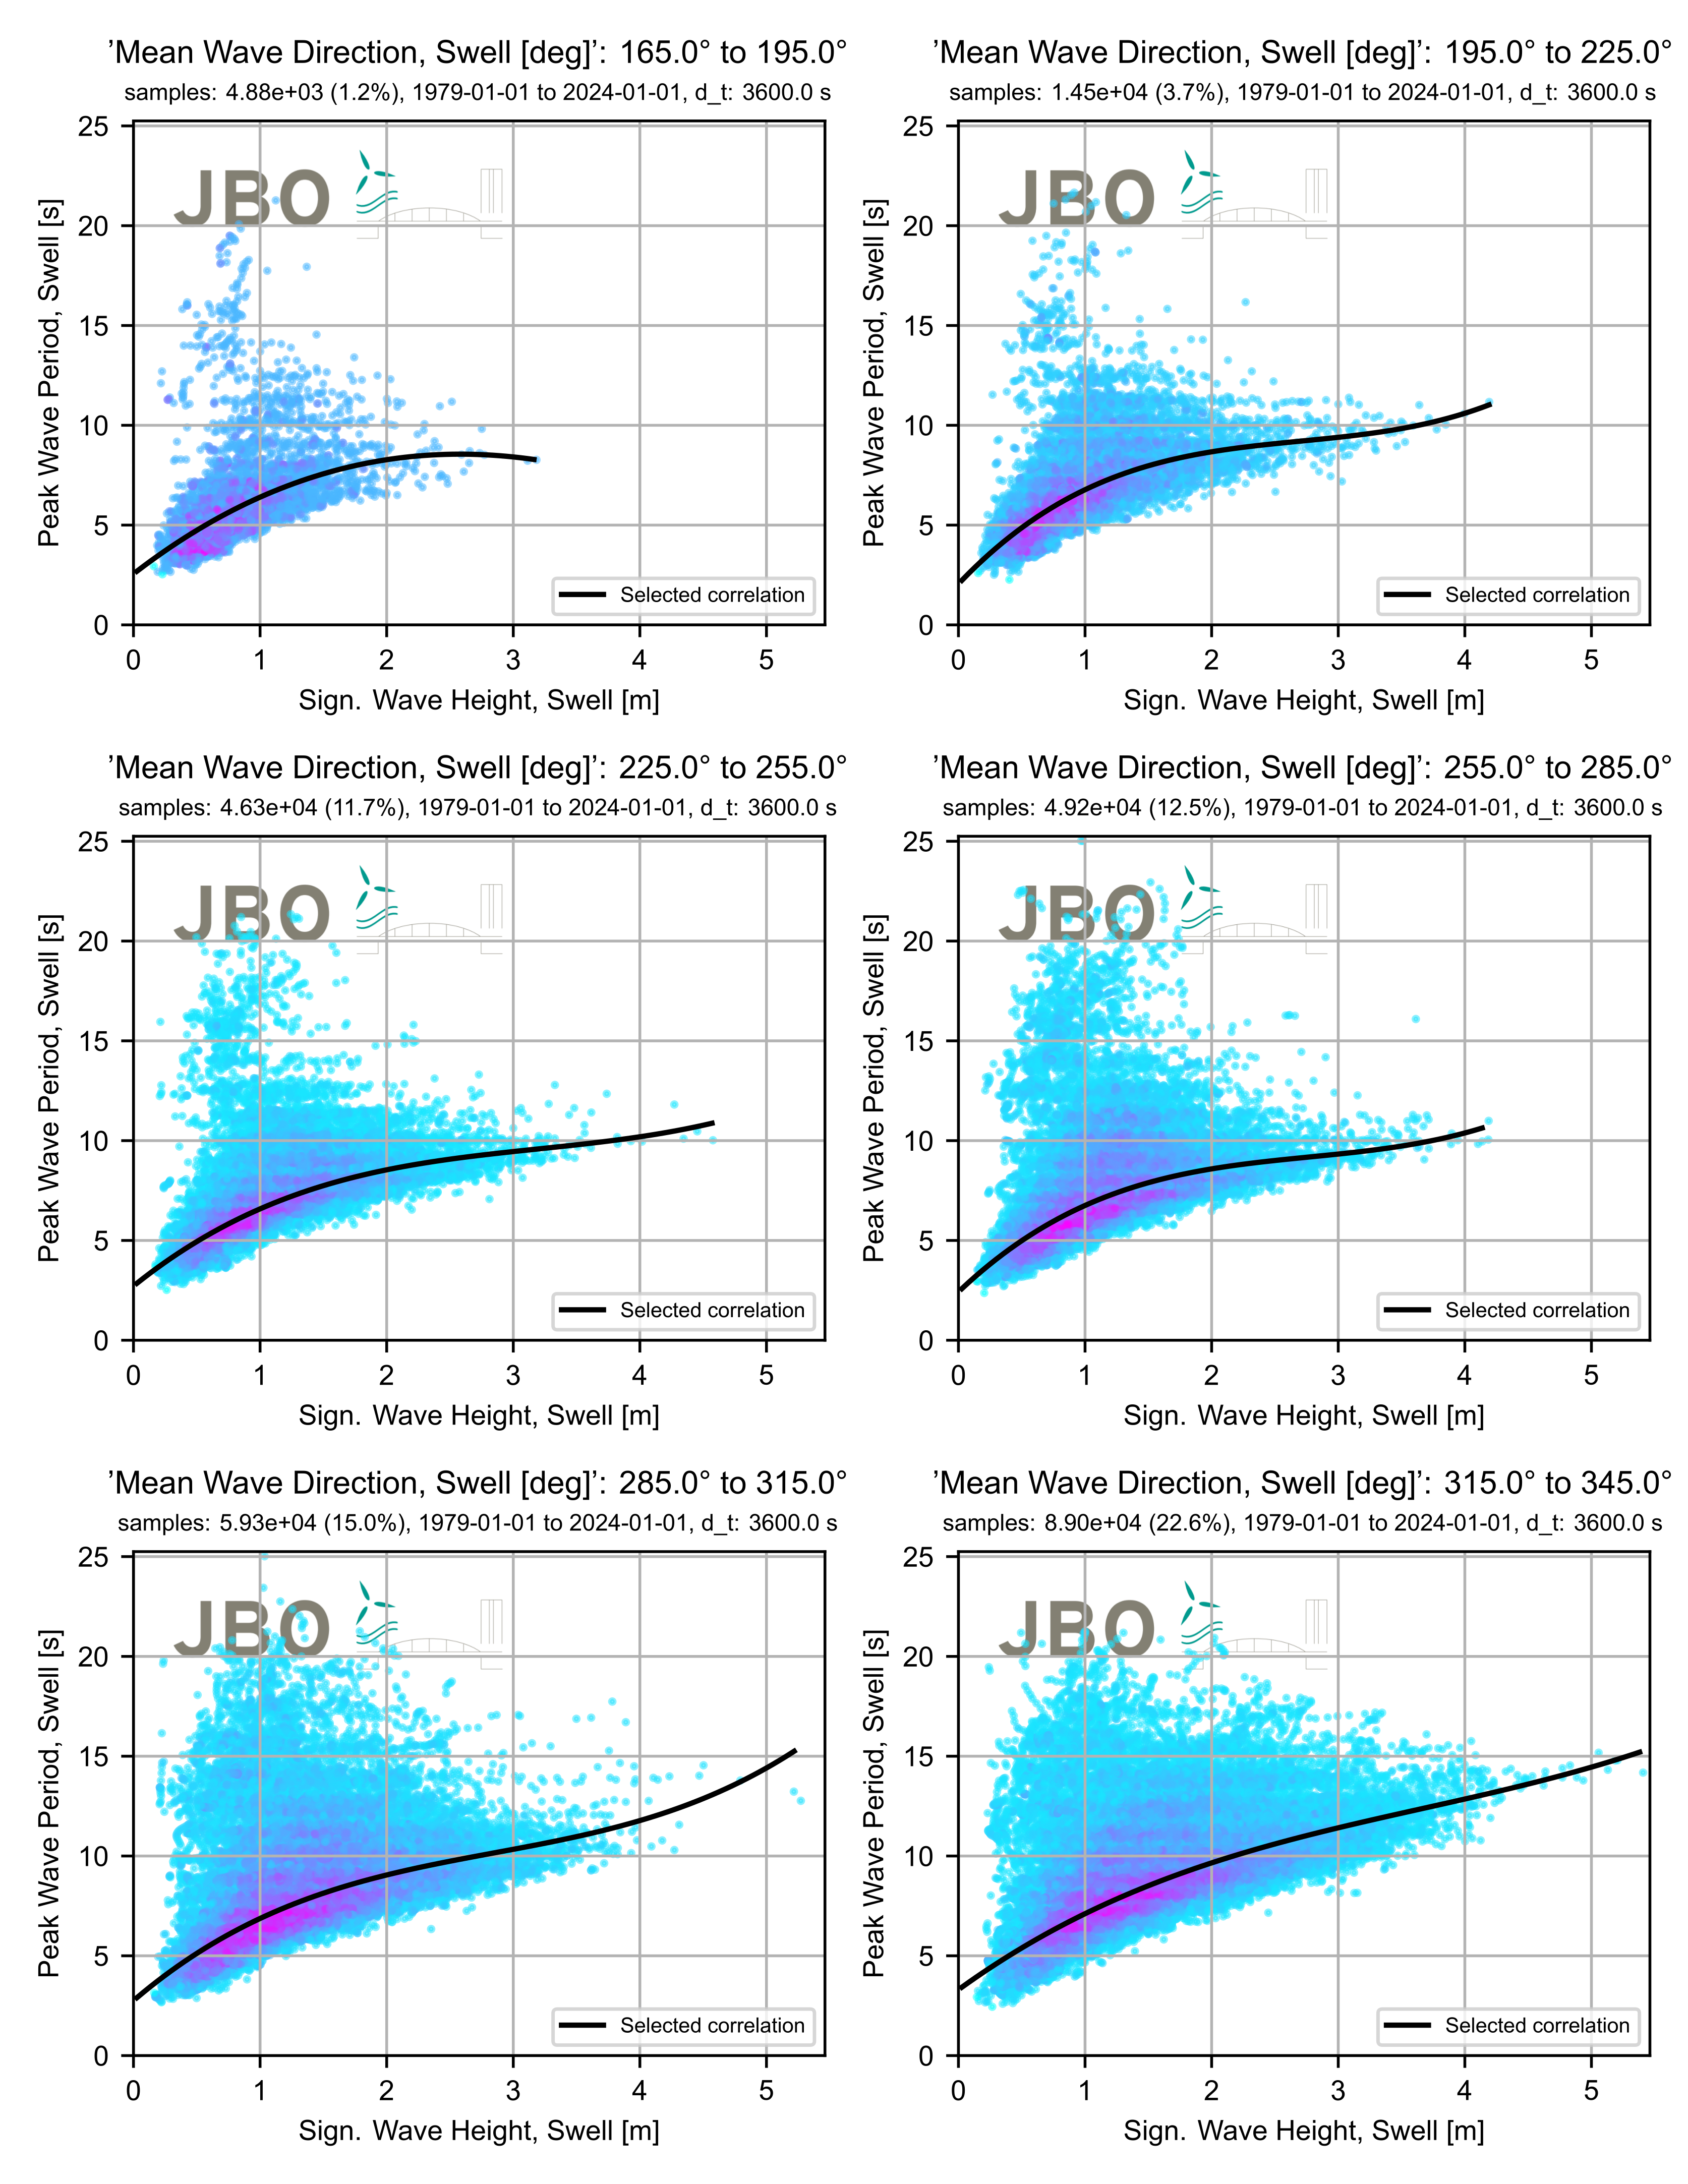 ’Mean Wave Direction, Swell [deg]’: 165.0° to 195.0°
samples: 4.88e+03 (1.2%), 1979-01-01 to 2024-01-01, d_t: 3600.0 s
25
20
15
10
5
0
Peak Wave Period, Swell [s]
JBO
Selected correlation
0 1 2 3 4 5
Sign. Wave Height, Swell [m]
’Mean Wave Direction, Swell [deg]’: 195.0° to 225.0°
samples: 1.45e+04 (3.7%), 1979-01-01 to 2024-01-01, d_t: 3600.0 s
25
20
15
10
5
0
Peak Wave Period, Swell [s]
JBO
Selected correlation
0 1 2 3 4 5
Sign. Wave Height, Swell [m]
’Mean Wave Direction, Swell [deg]’: 225.0° to 255.0°
samples: 4.63e+04 (11.7%), 1979-01-01 to 2024-01-01, d_t: 3600.0 s
25
20
15
10
5
0
Peak Wave Period, Swell [s]
JBO
Selected correlation
0 1 2 3 4 5
Sign. Wave Height, Swell [m]
’Mean Wave Direction, Swell [deg]’: 255.0° to 285.0°
samples: 4.92e+04 (12.5%), 1979-01-01 to 2024-01-01, d_t: 3600.0 s
25
20
15
10
5
0
Peak Wave Period, Swell [s]
JBO
Selected correlation
0 1 2 3 4 5
Sign. Wave Height, Swell [m]
’Mean Wave Direction, Swell [deg]’: 285.0° to 315.0°
samples: 5.93e+04 (15.0%), 1979-01-01 to 2024-01-01, d_t: 3600.0 s
25
20
15
10
5
0
Peak Wave Period, Swell [s]
JBO
Selected correlation
0 1 2 3 4 5
Sign. Wave Height, Swell [m]
’Mean Wave Direction, Swell [deg]’: 315.0° to 345.0°
samples: 8.90e+04 (22.6%), 1979-01-01 to 2024-01-01, d_t: 3600.0 s
25
20
15
10
5
0
Peak Wave Period, Swell [s]
JBO
Selected correlation
0 1 2 3 4 5
Sign. Wave Height, Swell [m]